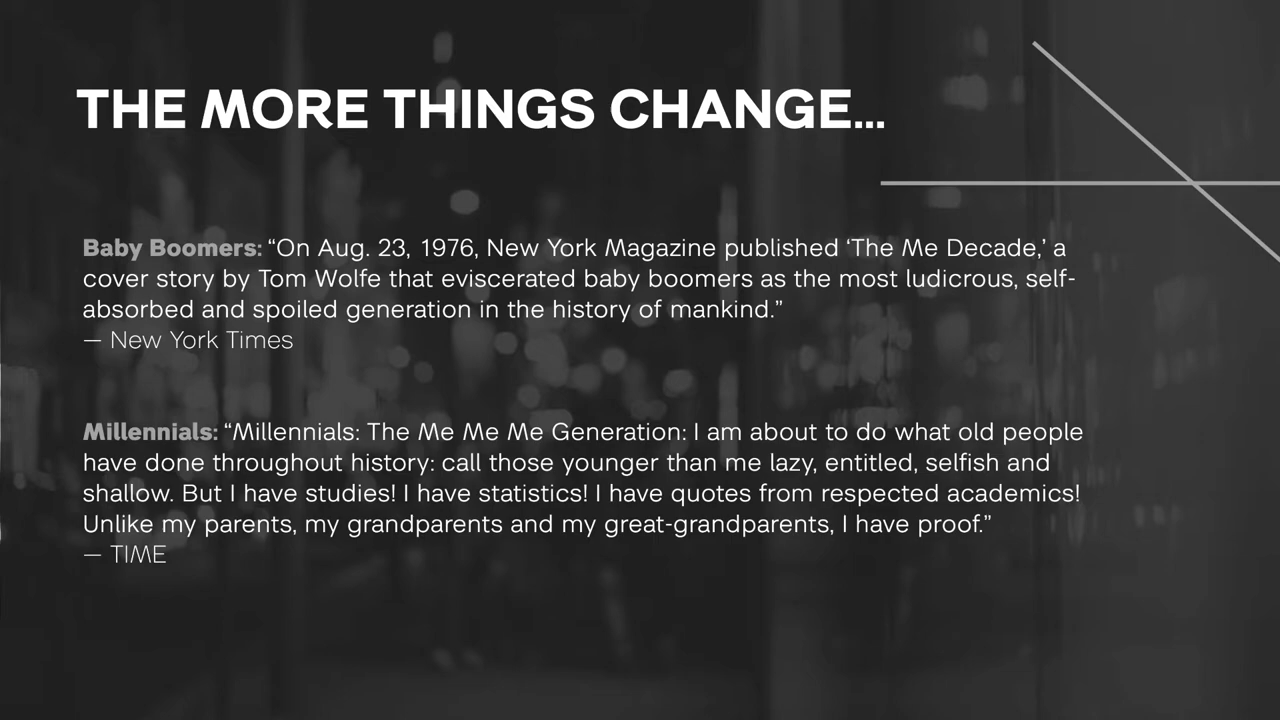 THE MORE THINGS CHANGE...
Baby Boomers: “On Aug. 23, 1976, New York Magazine published ‘The Me Decade,’ a
cover story by Tom Wolfe that eviscerated baby boomers as the most ludicrous, self-
absorbed and spoiled generation in the history of mankind.”
— New York Times
Millennials: “Millennials: The Me Me Me Generation: I am about to do what old people
have done throughout history: call those younger than me lazy, entitled, selfish and
shallow. But I have studies! I have statistics! I have quotes from respected academics!
Unlike my parents, my grandparents and my great-grandparents, I have proof.”
— TIME